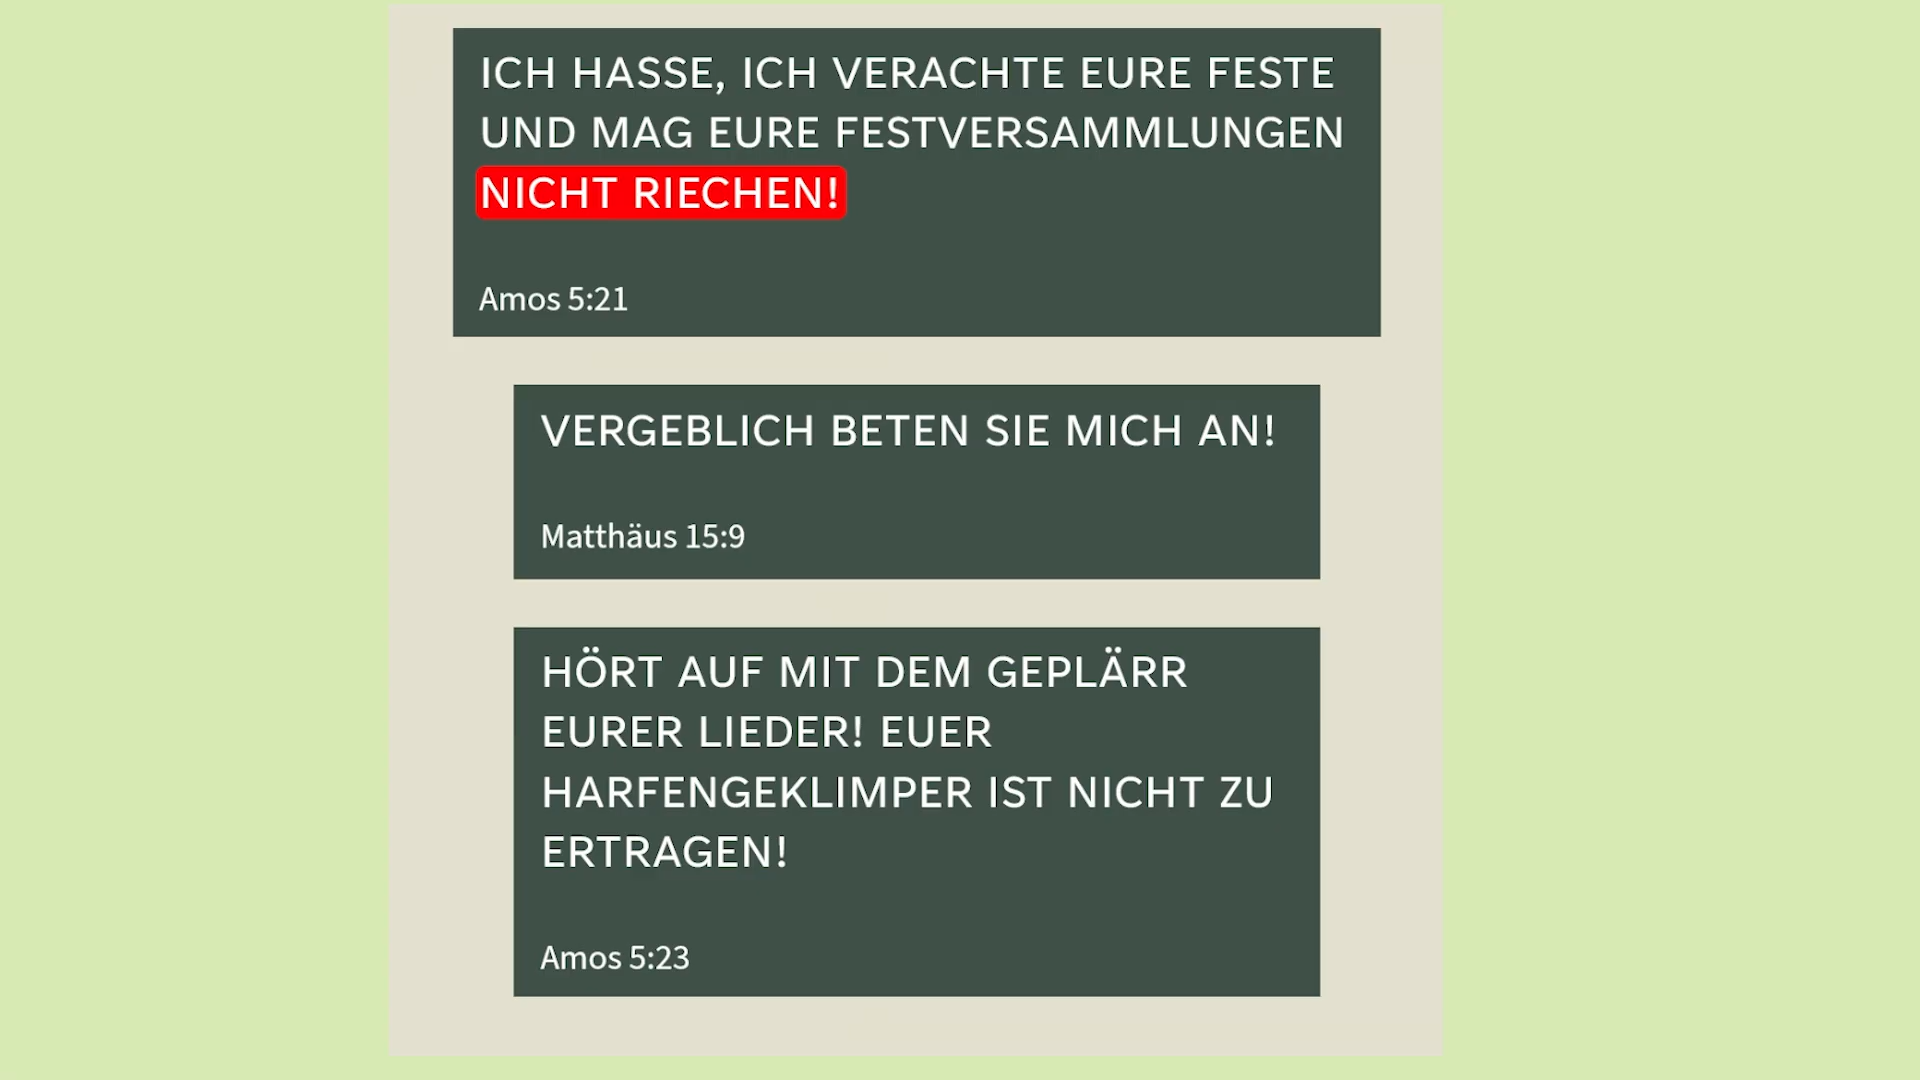 ICH HASSE, ICH VERACHTE EURE FESTE
UND MAG EURE FESTVERSAMMLUNGEN
NICHT RIECHEN!
Amos 5:21
VERGEBLICH BETEN SIE MICH AN!
Matthäus 15:9
HÖRT AUF MIT DEM GEPLÄRR
EURER LIEDER! EUER
HARFENGEKLIMPER IST NICHT ZU
ERTRAGEN!
Amos 5:23